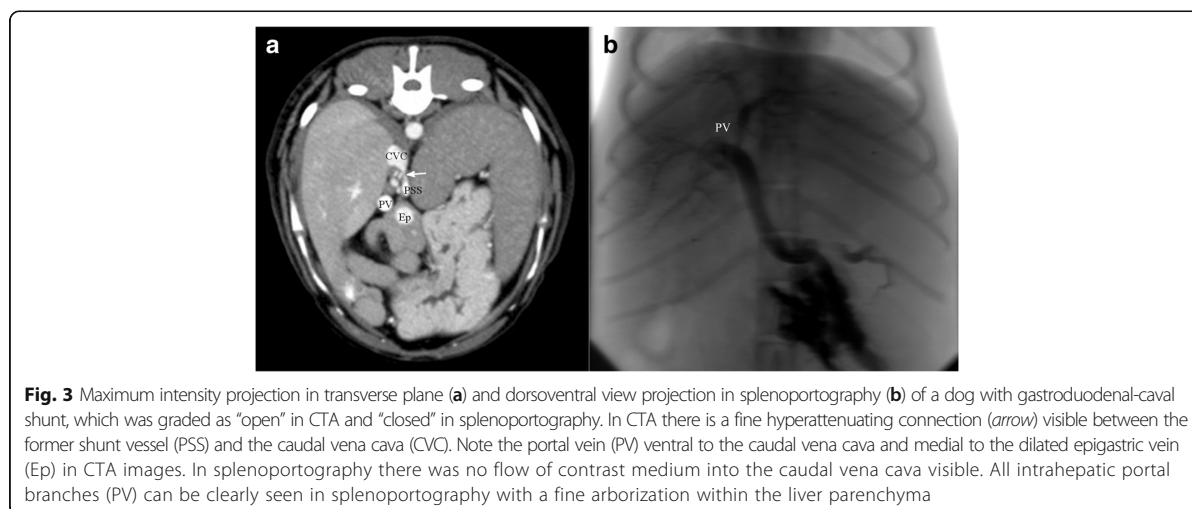 a
b
CVC
PSS
PV
Ep
PV
Fig. 3 Maximum intensity projection in transverse plane (a) and dorsoventral view projection in splenoportography (b) of a dog with gastroduodenal-caval
shunt, which was graded as “open” in CTA and “closed” in splenoportography. In CTA there is a fine hyperattenuating connection (arrow) visible between the
former shunt vessel (PSS) and the caudal vena cava (CVC). Note the portal vein (PV) ventral to the caudal vena cava and medial to the dilated epigastric vein
(Ep) in CTA images. In splenoportography there was no flow of contrast medium into the caudal vena cava visible. All intrahepatic portal
branches (PV) can be clearly seen in splenoportography with a fine arborization within the liver parenchyma